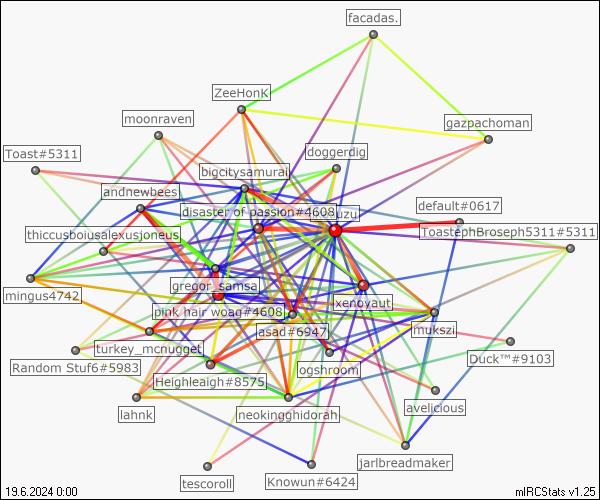 facadas.
ZeeHonK
moonraven
gazpachoman
Toast#5311
doggerdig
bigcitysamurai
andnewbees
default#0617
disaster of passion#4608
uzu
ToastephBroseph5311#5311
thiccusboiusalexusjoneus
mingus4742
gregor_samsa
xenoyaut
pink hair woag#4608
asad#6947
mukszi
turkey_mcnugget
Duck™#9103
Random Stuf6#5983
ogshroom
Heighleaigh#8575
avelicious
lahnk
neokingghidorah
jarlbreadmaker
tescoroll
Knowun#6424
19.6.2024 0:00
mIRCStats v1.25